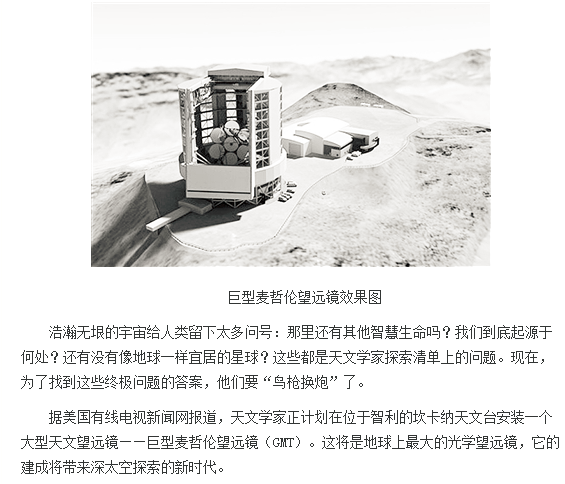 巨型麦哲伦望远镜效果图
浩瀚无垠的宇宙给人类留下太多问号：那里还有其他智慧生命吗？我们到底起源于
何处？还有没有像地球一样宜居的星球？这些都是天文学家探索清单上的问题。现在，
为了找到这些终极问题的答案，他们要“鸟枪换炮”了。
据美国有线电视新闻网报道，天文学家正计划在位于智利的坎卡纳天文台安装一个
大型天文望远镜——巨型麦哲伦望远镜（GMT）。这将是地球上最大的光学望远镜，它的
建成将带来深太空探索的新时代。